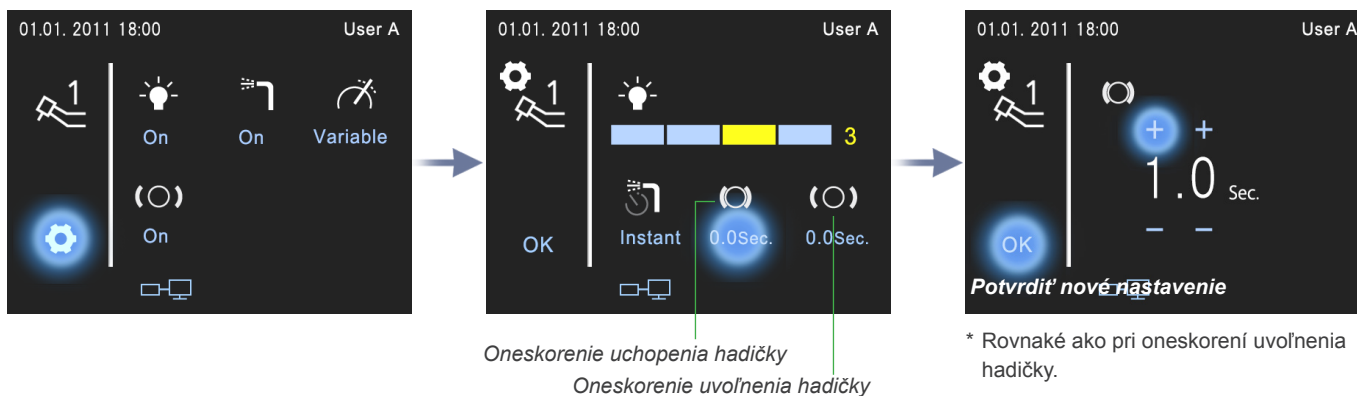 01.01. 2011 18:00 User A
1
On On Variable
On
01.01. 2011 18:00 User A
1
3
Instant 0.0Sec. 0.0Sec.
OK
Oneskorenie uchopenia hadičky
Oneskorenie uvoľnenia hadičky
01.01. 2011 18:00 User A
1
+ +
1.0 Sec.
− −
OK
Potvrdiť nové nastavenie
* Rovnaké ako pri oneskorení uvoľnenia
hadičky.